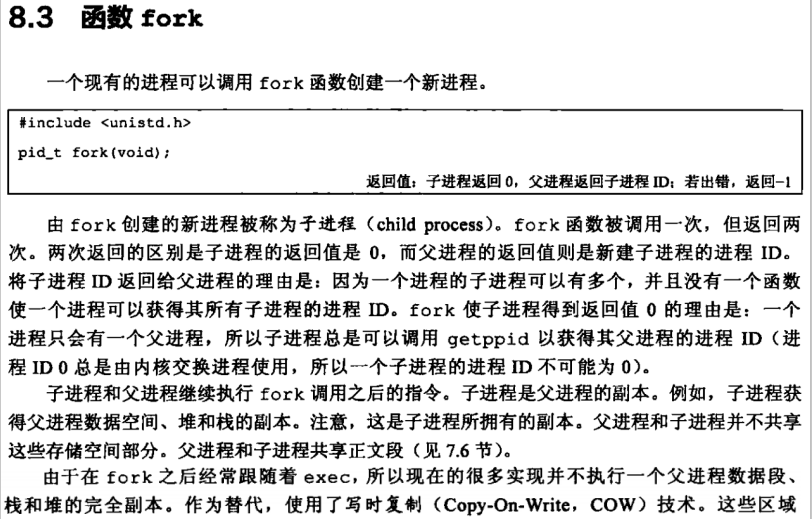 8.3 函数 fork
一个现有的进程可以调用 fork 函数创建一个新进程。
#include <unistd.h>
pid_t fork(void);
返回值：子进程返回 0，父进程返回子进程 ID；若出错，返回−1
由 fork 创建的新进程被称为子进程（child process）。fork 函数被调用一次，但返回两
次。两次返回的区别是子进程的返回值是 0，而父进程的返回值则是新建子进程的进程 ID。
将子进程 ID 返回给父进程的理由是：因为一个进程的子进程可以有多个，并且没有一个函数
使一个进程可以获得其所有子进程的进程 ID。fork 使子进程得到返回值 0 的理由是：一个
进程只会有一个父进程，所以子进程总是可以调用 getppid 以获得其父进程的进程 ID（进
程 ID 0 总是由内核交换进程使用，所以一个子进程的进程 ID 不可能为 0）。
子进程和父进程继续执行 fork 调用之后的指令。子进程是父进程的副本。例如，子进程获
得父进程数据空间、堆和栈的副本。注意，这是子进程所拥有的副本。父进程和子进程并不共享
这些存储空间部分。父进程和子进程共享正文段（见 7.6 节）。
由于在 fork 之后经常跟随着 exec，所以现在的很多实现并不执行一个父进程数据段、
栈和堆的完全副本。作为替代，使用了写时复制（Copy-On-Write，COW）技术。这些区域